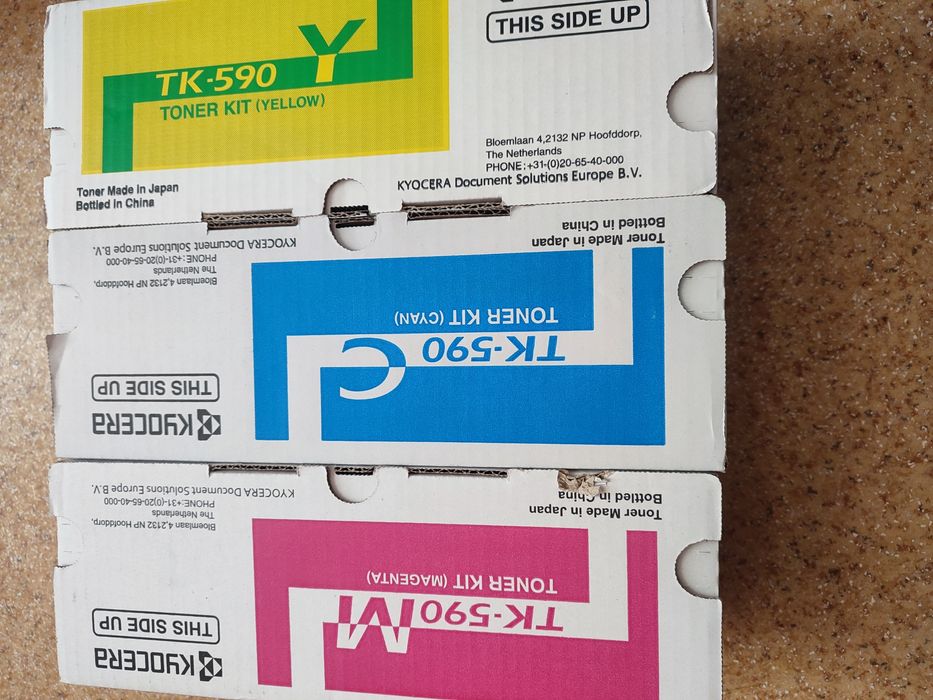 THIS SIDE UP
TK-590 Y
TONER KIT (YELLOW)
Bloemlaan 4,2132 NP Hoofddorp,
The Netherlands
PHONE:+31-(0)20-65-40-000
KYOCERA Document Solutions Europe B.V.
Toner Made in Japan
Bottled in China
KYOCERA
THIS SIDE UP
TK-590 C
TONER KIT (CYAN)
Bloemlaan 4,2132 NP Hoofddorp,
The Netherlands
PHONE:+31-(0)20-65-40-000
KYOCERA Document Solutions Europe B.V.
Toner Made in Japan
Bottled in China
KYOCERA
THIS SIDE UP
TK-590 M
TONER KIT (MAGENTA)
Bloemlaan 4,2132 NP Hoofddorp,
The Netherlands
PHONE:+31-(0)20-65-40-000
KYOCERA Document Solutions Europe B.V.
Toner Made in Japan
Bottled in China